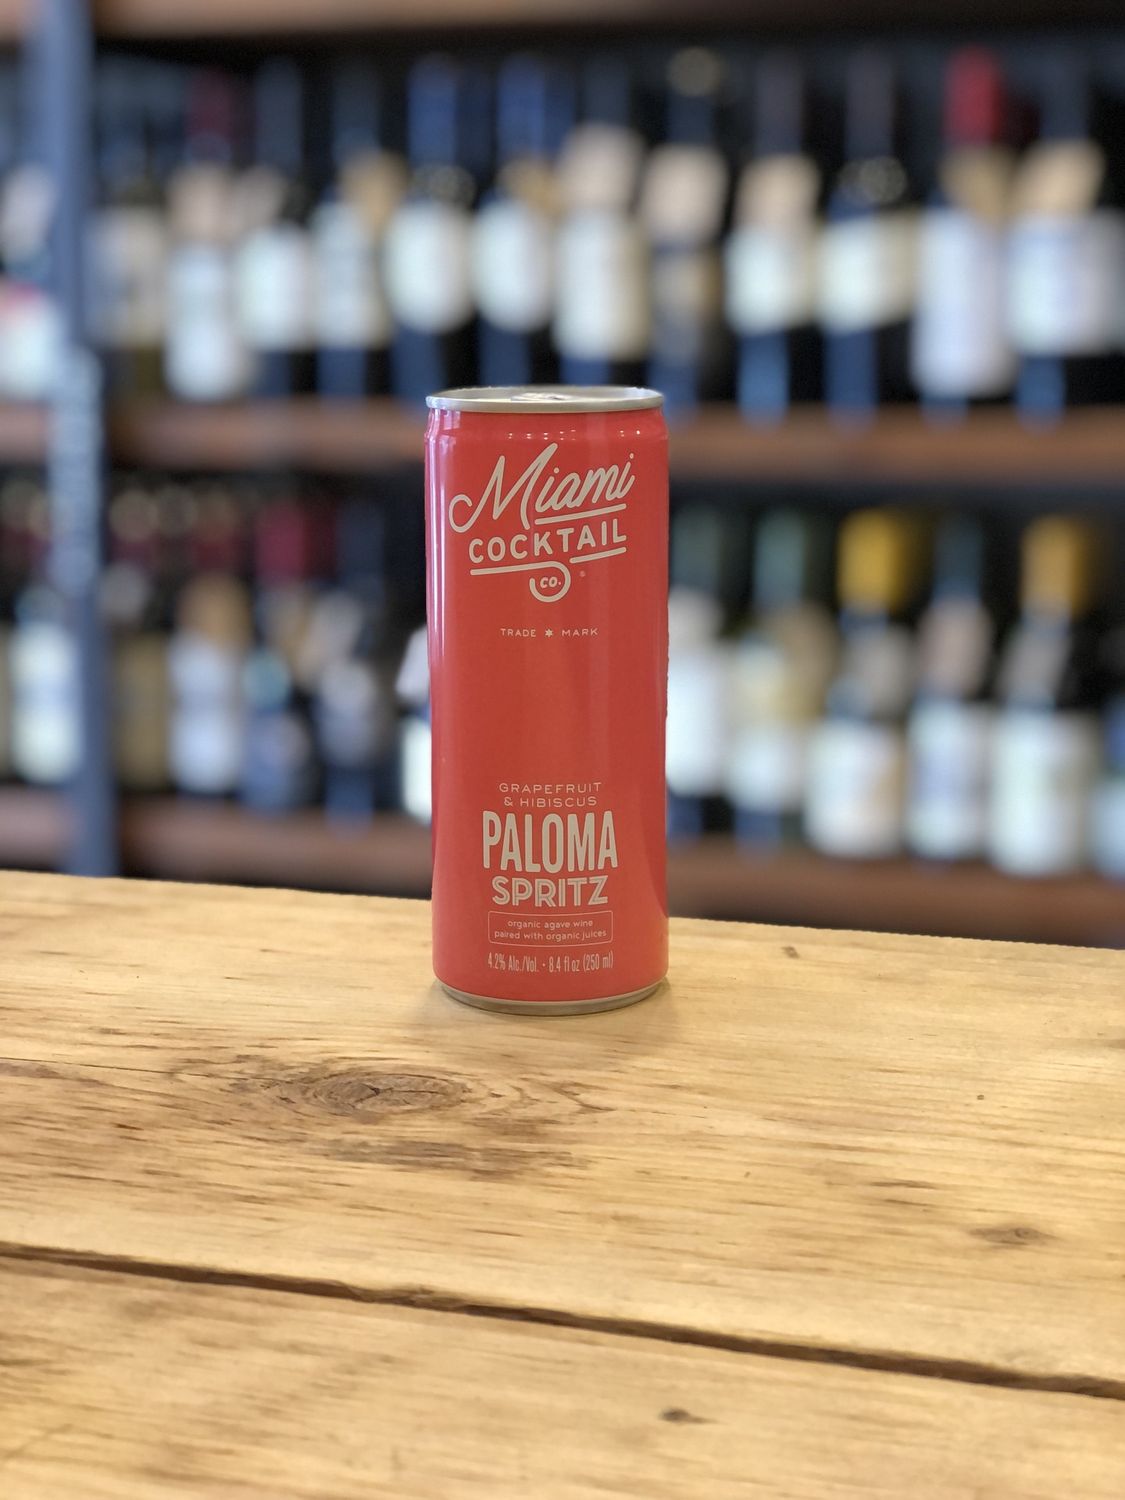 Miami
COCKTAIL
CO.
®
TRADE ✶ MARK
GRAPEFRUIT
& HIBISCUS
PALOMA
SPRITZ
organic agave wine
paired with organic juices
4.2% Alc./Vol. • 8.4 fl oz (250 ml)